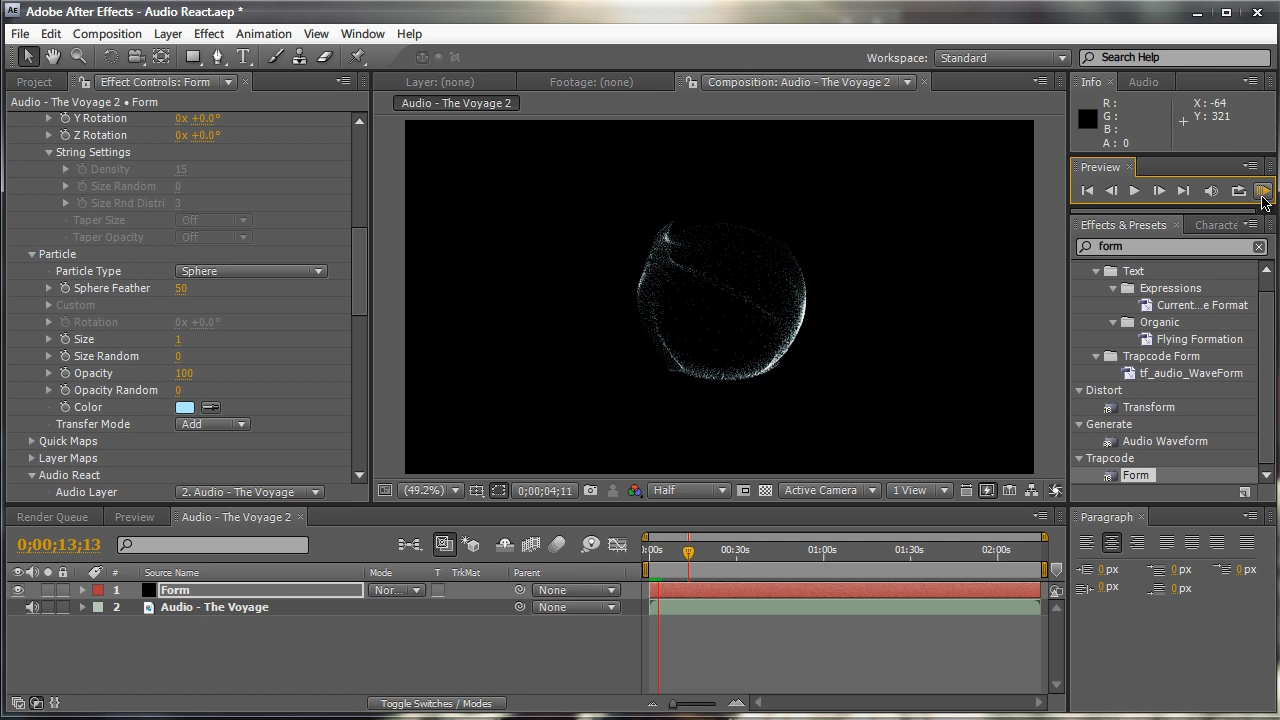 Adobe After Effects - Audio React.aep *
File Edit Composition Layer Effect Animation View Window Help
Workspace: Standard Search Help
Project Effect Controls: Form
Layer: (none) Footage: (none) Composition: Audio - The Voyage 2
Info Audio
Audio - The Voyage 2 • Form
Audio - The Voyage 2
R: X: -64
G: Y: 321
B:
A: 0
Y Rotation 0x +0.0°
Z Rotation 0x +0.0°
String Settings
Density 15
Size Random 0
Size Rnd Distri 3
Taper Size Off
Taper Opacity Off
Particle
Particle Type Sphere
Sphere Feather 50
Custom
Rotation 0x +0.0°
Size 1
Size Random 0
Opacity 100
Opacity Random 0
Color
Transfer Mode Add
Quick Maps
Layer Maps
Audio React
Audio Layer 2. Audio - The Voyage
Preview
Effects & Presets Characte
form
Text
Expressions
Current...e Format
Organic
Flying Formation
Trapcode Form
tf_audio_WaveForm
Distort
Transform
Generate
Audio Waveform
Trapcode
Form
(49.2%) 0;00;04;11 Half Active Camera 1 View
Render Queue Preview Audio - The Voyage 2
0;00;13;13
:00s 00:30s 01:00s 01:30s 02:00s
# Source Name Mode T TrkMat Parent
1 Form Nor... None
2 Audio - The Voyage None
Toggle Switches / Modes
Paragraph
0 px 0 px 0 px
0 px 0 px